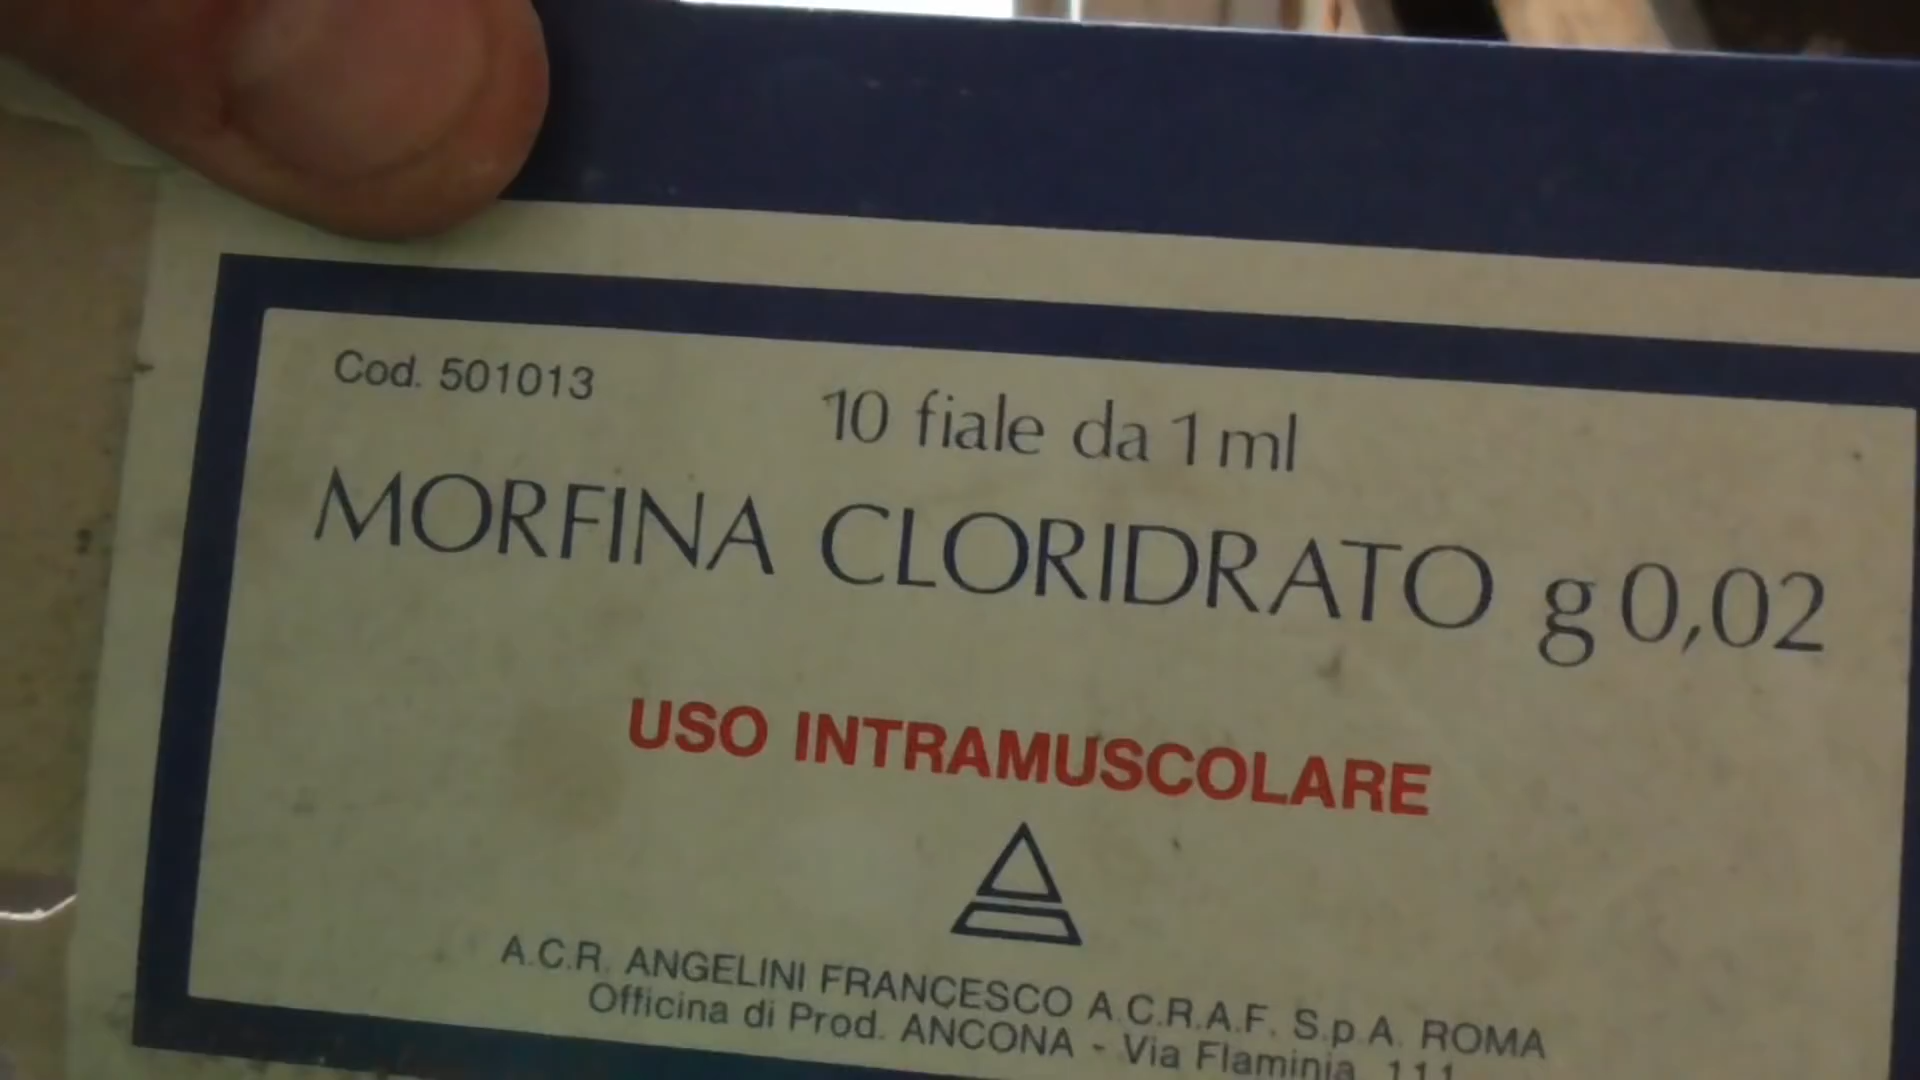 Cod. 501013
10 fiale da 1 ml
MORFINA CLORIDRATO g 0,02
USO INTRAMUSCOLARE
A.C.R. ANGELINI FRANCESCO A.C.R.A.F. S.p.A. ROMA
Officina di Prod. ANCONA - Via Flaminia, 111